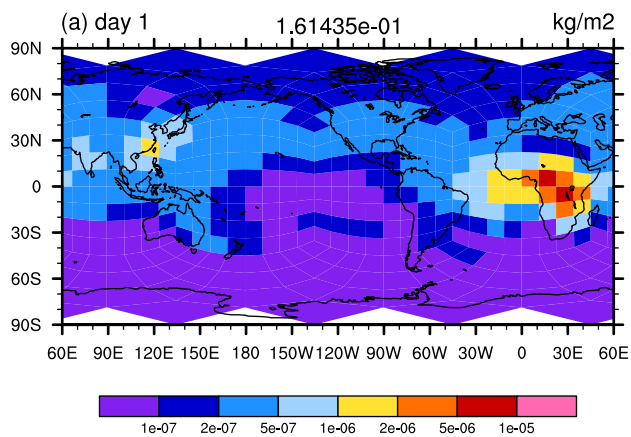 (a) day 1 1.61435e-01 kg/m2
90N
60N
30N
0
30S
60S
90S
60E 90E 120E 150E 180 150W 120W 90W 60W 30W 0 30E 60E
1e-07 2e-07 5e-07 1e-06 2e-06 5e-06 1e-05